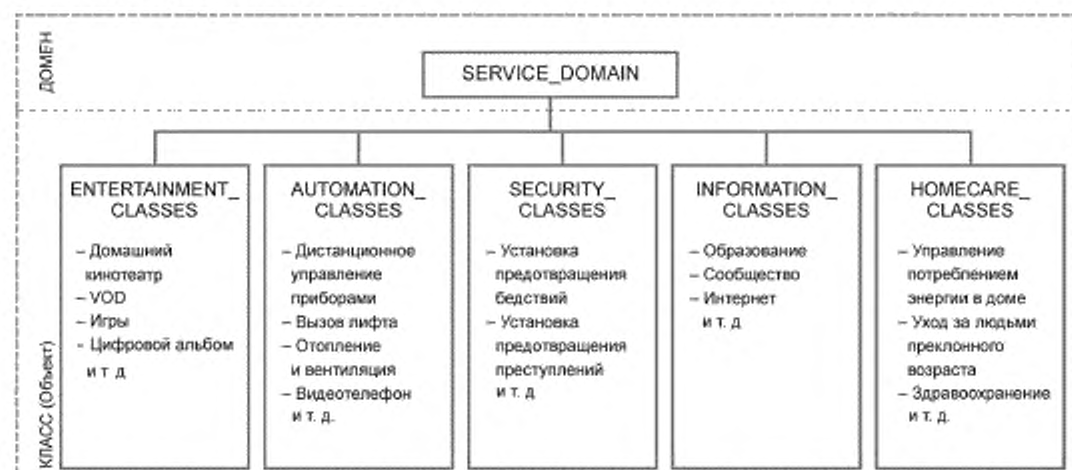 ДОМЕН
SERVICE_DOMAIN
КЛАСС (Объект)
ENTERTAINMENT_
CLASSES
– Домашний
кинотеатр
– VOD
– Игры
- Цифровой альбом
и т д
AUTOMATION_
CLASSES
– Дистанционное
управление
приборами
– Вызов лифта
– Отопление
и вентиляция
– Видеотелефон
и т. д.
SECURITY_
CLASSES
– Установка
предотвращения
бедствий
– Установка
предотвращения
преступлений
и т. д
INFORMATION_
CLASSES
– Образование
– Сообщество
– Интернет
и т. д
HOMECARE_
CLASSES
– Управление
потреблением
энергии в доме
– Уход за людьми
преклонного
возраста
– Здравоохранение
и т. д.